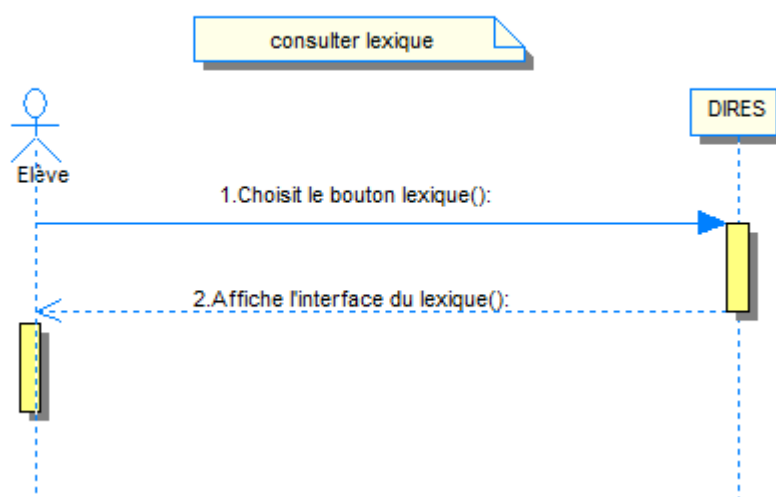 consulter lexique
DIRES
Elève
1.Choisit le bouton lexique():
2.Affiche l'interface du lexique():